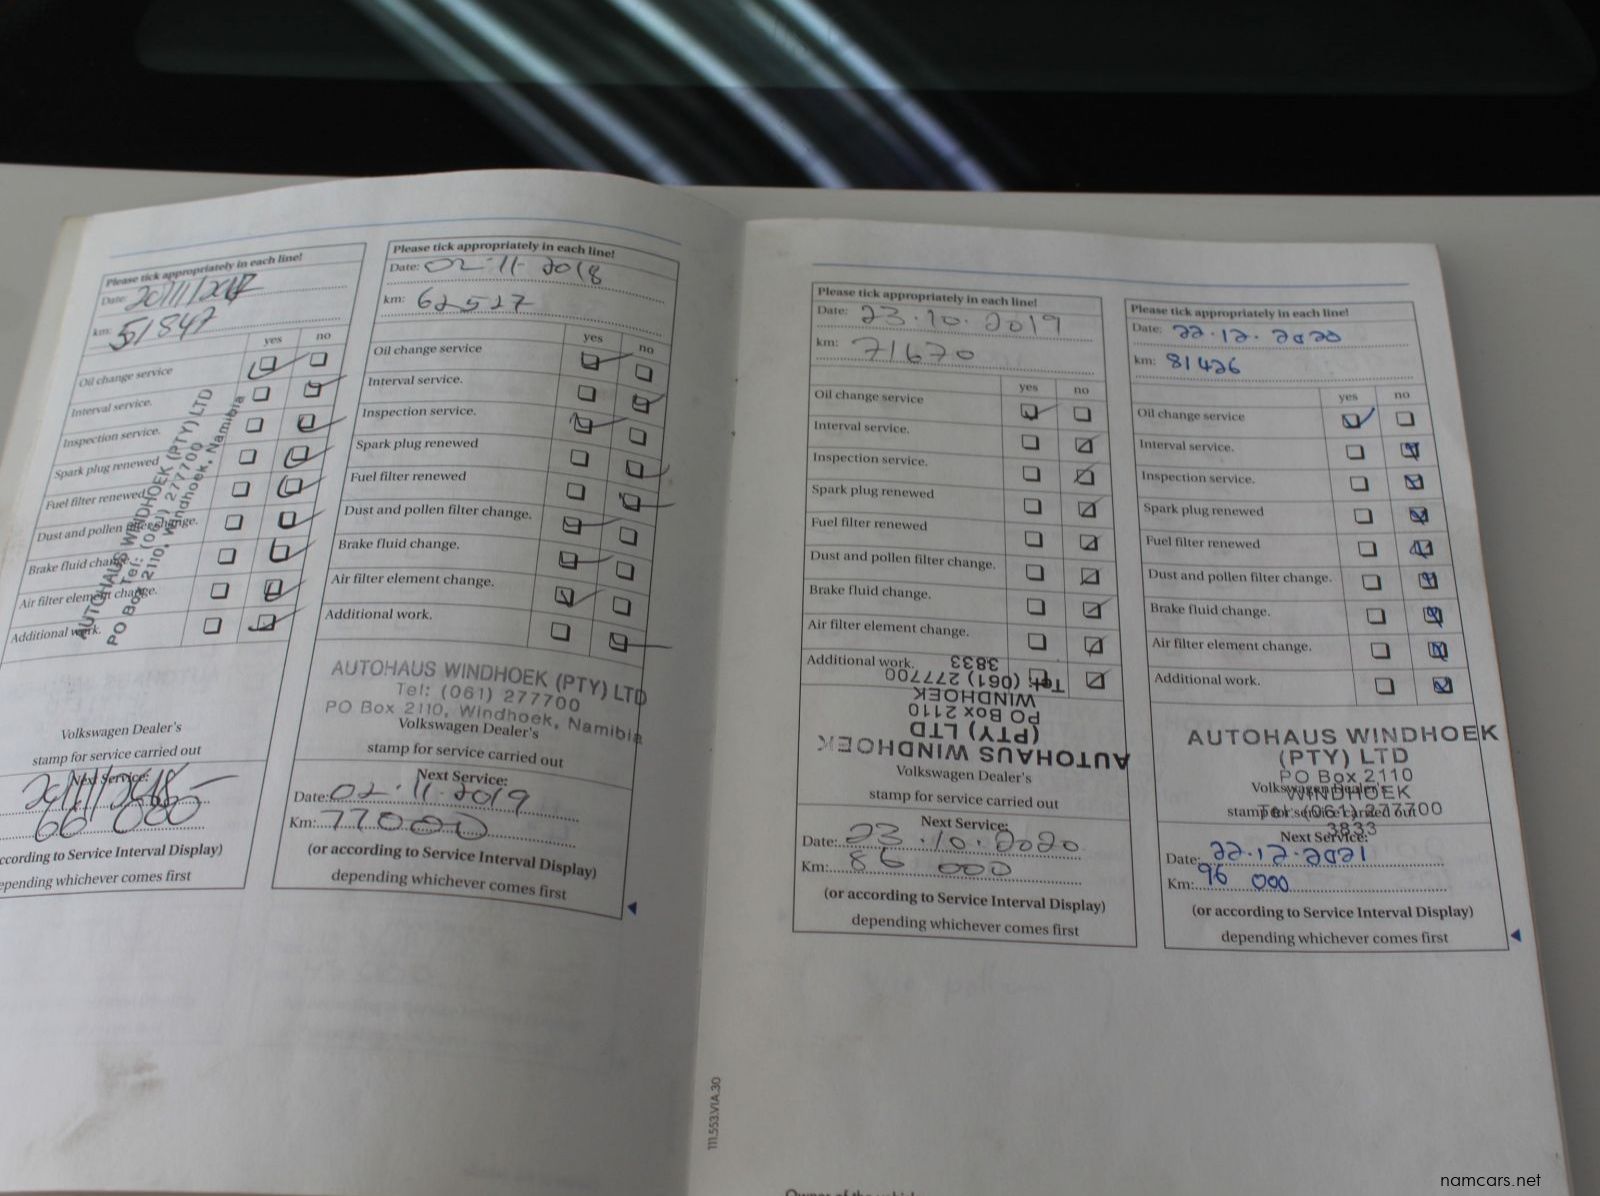 Please tick appropriately in each line!
Date: 20/11/2017
km: 51847
yes no
Oil change service
Interval service.
Inspection service.
Spark plug renewed
Fuel filter renewed
Dust and pollen filter change.
Brake fluid change.
Air filter element change.
Additional work.
AUTOHAUS WINDHOEK (PTY) LTD
Tel: (061) 277700
PO Box 2110, Windhoek, Namibia
Volkswagen Dealer's
stamp for service carried out
Next Service:
20/11/2018
66 000
ccording to Service Interval Display)
epending whichever comes first
Please tick appropriately in each line!
Date: 02-11-2018
km: 62527
yes no
Oil change service
Interval service.
Inspection service.
Spark plug renewed
Fuel filter renewed
Dust and pollen filter change.
Brake fluid change.
Air filter element change.
Additional work.
AUTOHAUS WINDHOEK (PTY) LTD
Tel: (061) 277700
PO Box 2110, Windhoek, Namibia
Volkswagen Dealer's
stamp for service carried out
Next Service:
Date: 02.11.2019
Km: 77000
(or according to Service Interval Display)
depending whichever comes first
Please tick appropriately in each line!
Date: 23.10.2019
km: 71670
yes no
Oil change service
Interval service.
Inspection service.
Spark plug renewed
Fuel filter renewed
Dust and pollen filter change.
Brake fluid change.
Air filter element change.
Additional work.
AUTOHAUS WINDHOEK
(PTY) LTD
PO Box 2110
WINDHOEK
Tel: (061) 277700
3833
Volkswagen Dealer's
stamp for service carried out
Next Service:
Date: 23.10.2020
Km: 86 000
(or according to Service Interval Display)
depending whichever comes first
Please tick appropriately in each line!
Date: 22.12.2020
km: 81426
yes no
Oil change service
Interval service.
Inspection service.
Spark plug renewed
Fuel filter renewed
Dust and pollen filter change.
Brake fluid change.
Air filter element change.
Additional work.
AUTOHAUS WINDHOEK
(PTY) LTD
PO Box 2110
WINDHOEK
Tel: (061) 277700
3833
Volkswagen Dealer's
stamp for service carried out
Next Service:
Date: 22.12.2021
Km: 96 000
(or according to Service Interval Display)
depending whichever comes first
111.553.VIA.30
namcars.net